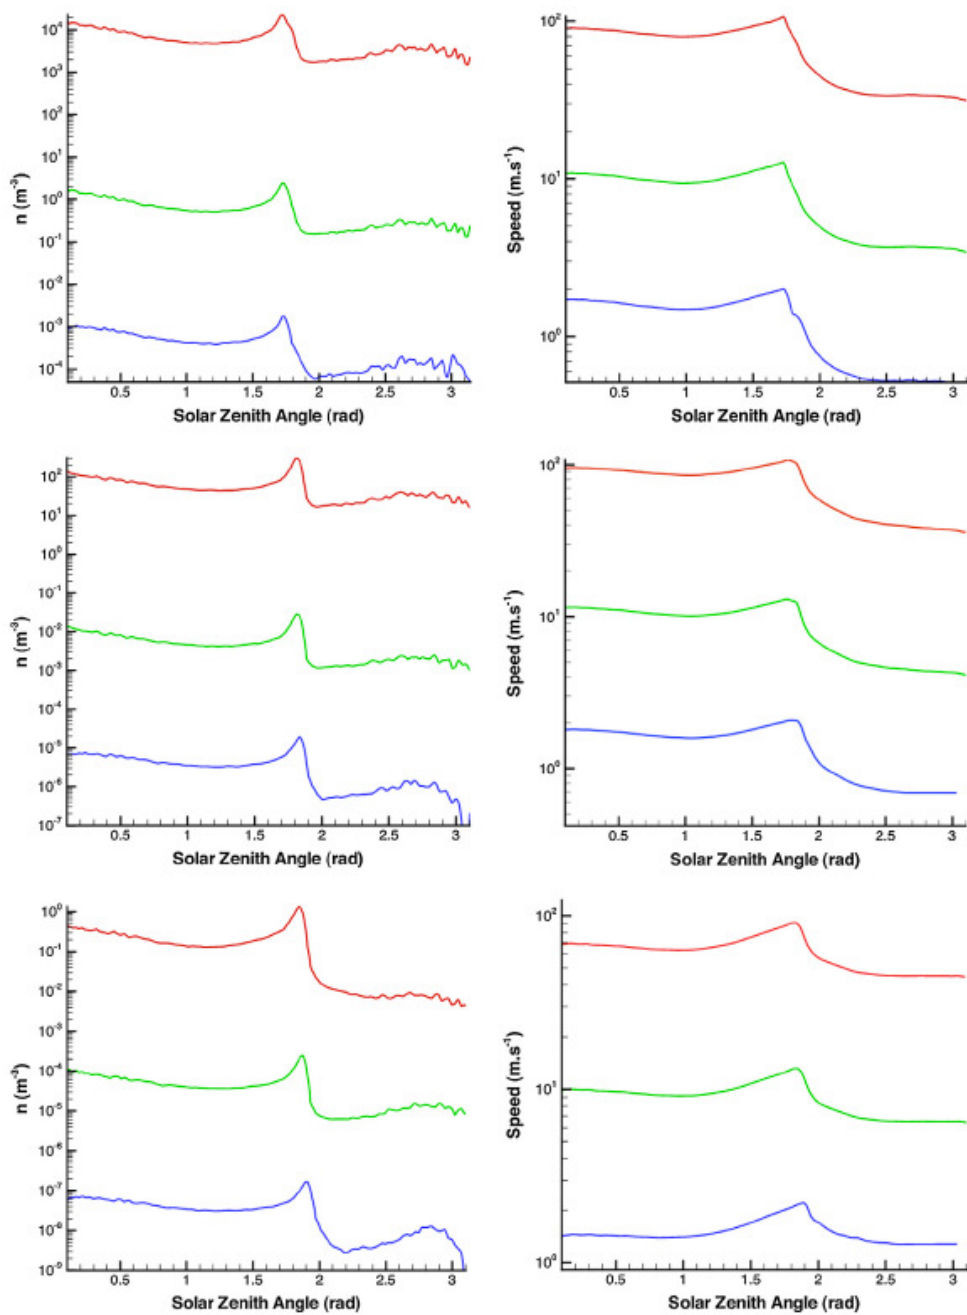 10⁴
10³
10²
10¹
10⁰
10⁻¹
10⁻²
10⁻³
10⁻⁴
n (m⁻³)
0.5 1 1.5 2 2.5 3
Solar Zenith Angle (rad)
10²
10¹
10⁰
Speed (m.s⁻¹)
0.5 1 1.5 2 2.5 3
Solar Zenith Angle (rad)
10²
10¹
10⁰
10⁻¹
10⁻²
10⁻³
10⁻⁴
10⁻⁵
10⁻⁶
10⁻⁷
n (m⁻³)
0.5 1 1.5 2 2.5 3
Solar Zenith Angle (rad)
10²
10¹
10⁰
Speed (m.s⁻¹)
0.5 1 1.5 2 2.5 3
Solar Zenith Angle (rad)
10⁰
10⁻¹
10⁻²
10⁻³
10⁻⁴
10⁻⁵
10⁻⁶
10⁻⁷
10⁻⁸
10⁻⁹
n (m⁻³)
0.5 1 1.5 2 2.5 3
Solar Zenith Angle (rad)
10²
10¹
10⁰
Speed (m.s⁻¹)
0.5 1 1.5 2 2.5 3
Solar Zenith Angle (rad)